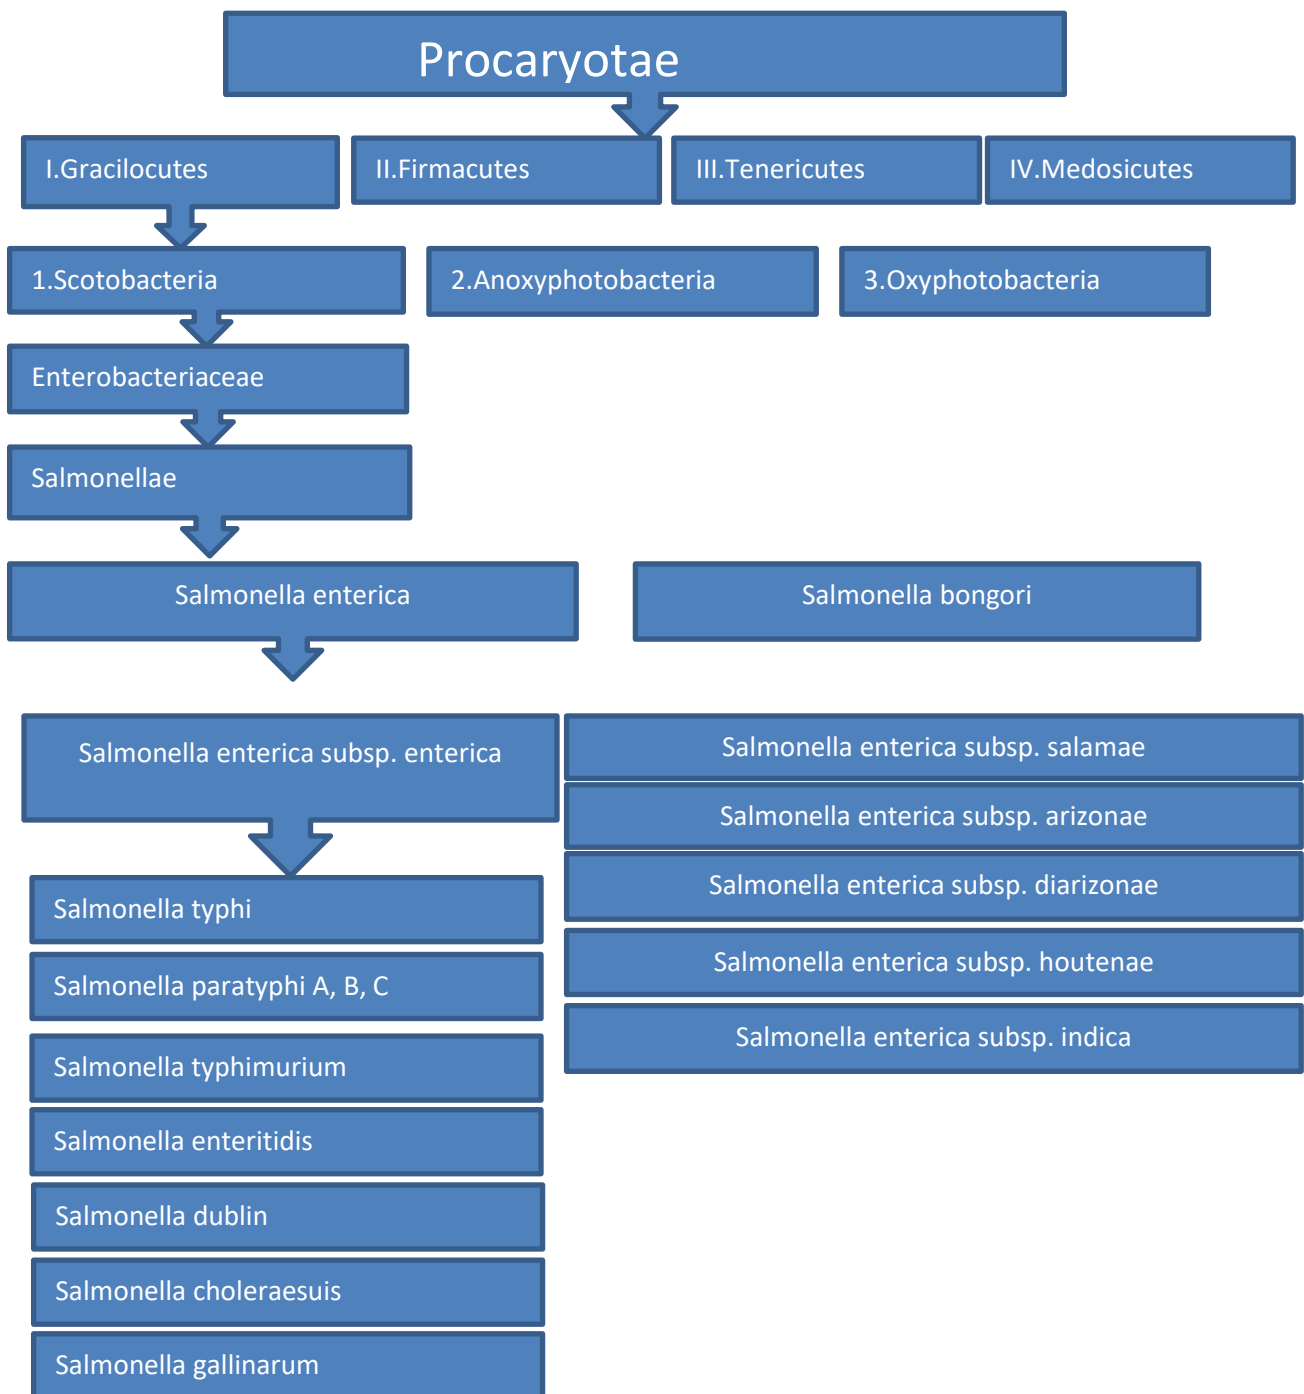 Procaryotae
I.Gracilocutes
II.Firmacutes
III.Tenericutes
IV.Medosicutes
1.Scotobacteria
2.Anoxyphotobacteria
3.Oxyphotobacteria
Enterobacteriaceae
Salmonellae
Salmonella enterica
Salmonella bongori
Salmonella enterica subsp. enterica
Salmonella enterica subsp. salamae
Salmonella enterica subsp. arizonae
Salmonella enterica subsp. diarizonae
Salmonella enterica subsp. houtenae
Salmonella enterica subsp. indica
Salmonella typhi
Salmonella paratyphi A, B, C
Salmonella typhimurium
Salmonella enteritidis
Salmonella dublin
Salmonella choleraesuis
Salmonella gallinarum